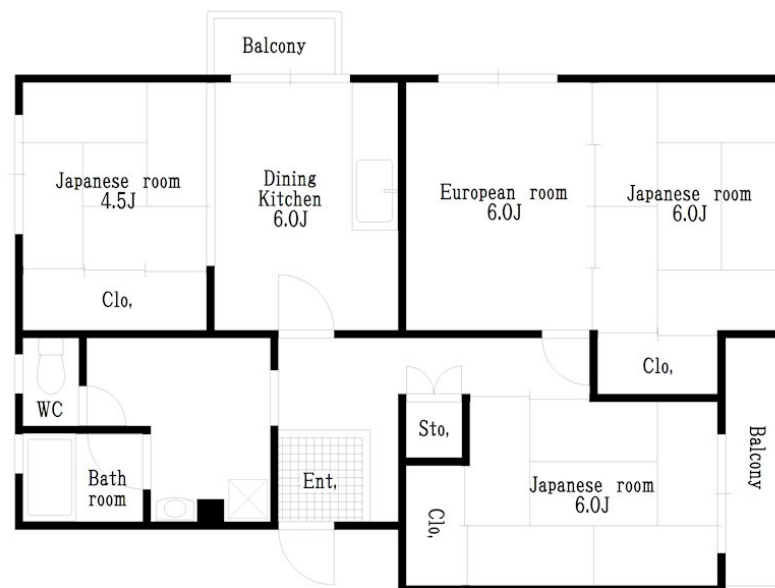 Balcony
Japanese room
4.5J
Dining
Kitchen
6.0J
European room
6.0J
Japanese room
6.0J
Clo,
Clo,
WC
Bath
room
Ent,
Sto,
Clo,
Japanese room
6.0J
Balcony